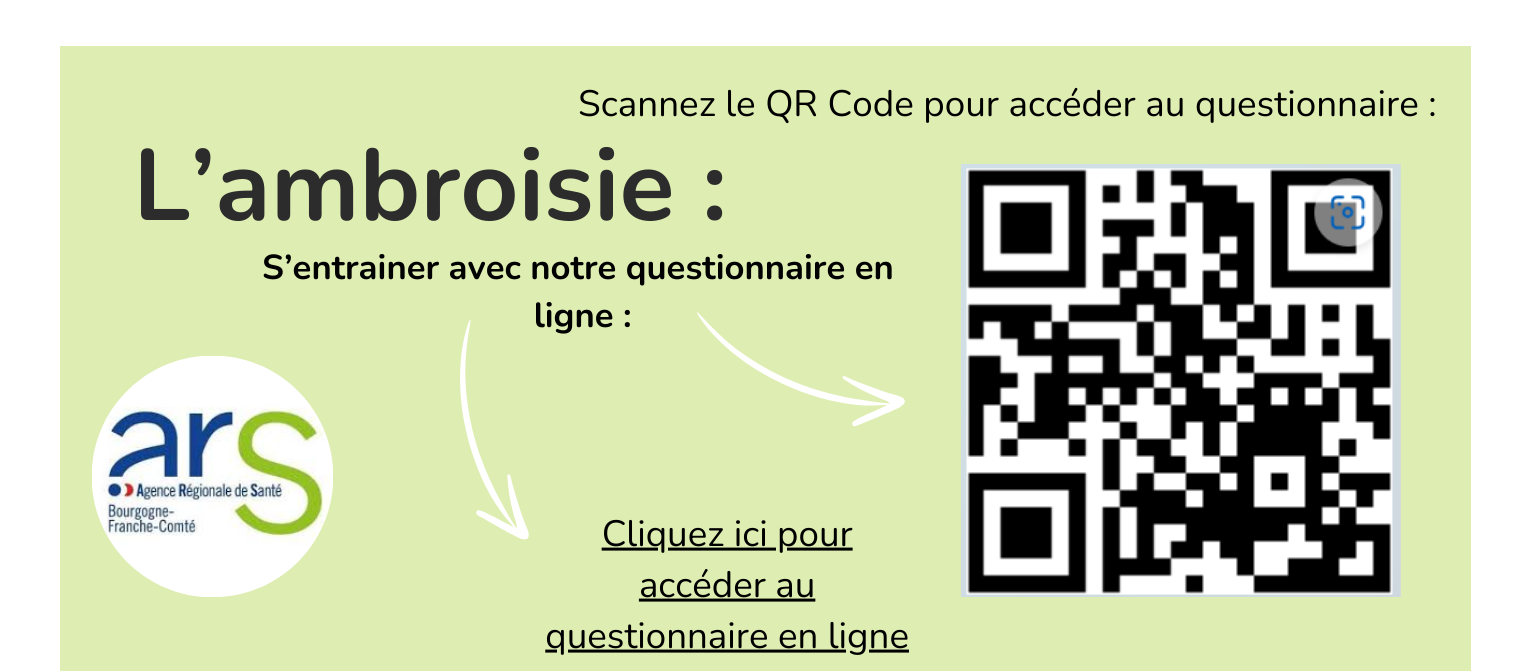 Scannez le QR Code pour accéder au questionnaire :
L’ambroisie :
S’entrainer avec notre questionnaire en
ligne :
ars
Agence Régionale de Santé
Bourgogne-
Franche-Comté
Cliquez ici pour
accéder au
questionnaire en ligne